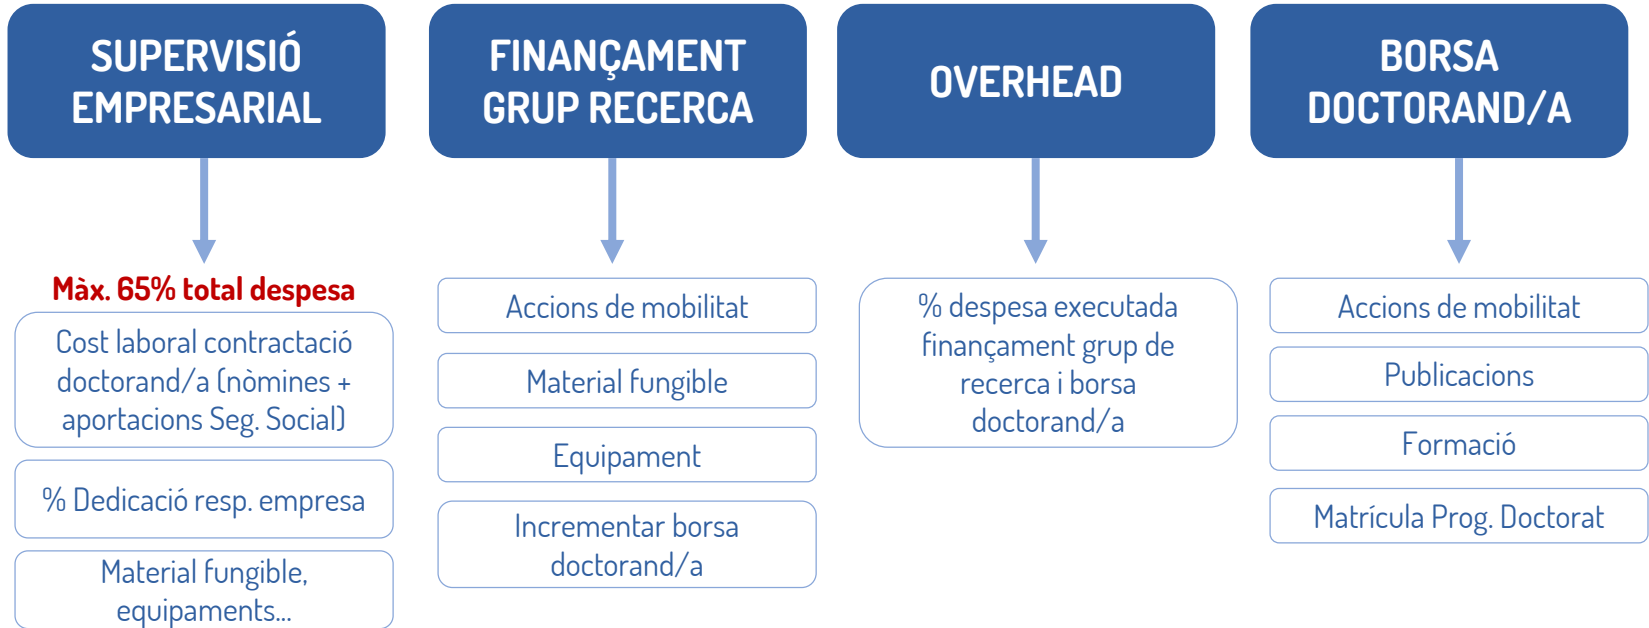 SUPERVISIÓ
EMPRESARIAL
Màx. 65% total despesa
Cost laboral contractació
doctorand/a (nòmines +
aportacions Seg. Social)
% Dedicació resp. empresa
Material fungible,
equipaments...
FINANÇAMENT
GRUP RECERCA
Accions de mobilitat
Material fungible
Equipament
Incrementar borsa
doctorand/a
OVERHEAD
% despesa executada
finançament grup de
recerca i borsa
doctorand/a
BORSA
DOCTORAND/A
Accions de mobilitat
Publicacions
Formació
Matrícula Prog. Doctorat